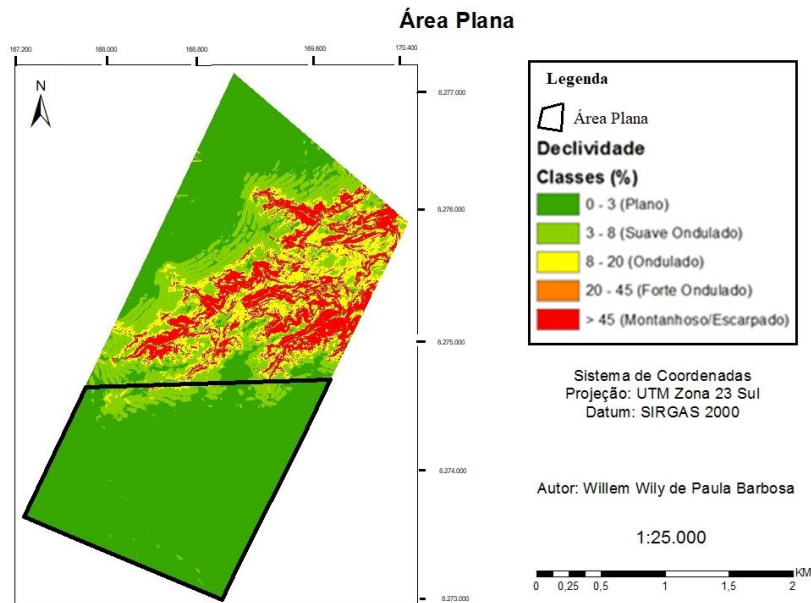 Área Plana
167.200 168.000 168.800 169.600 170.400
N
8.277.000
8.276.000
8.275.000
8.274.000
8.273.000
Legenda
Área Plana
Declividade
Classes (%)
0 - 3 (Plano)
3 - 8 (Suave Ondulado)
8 - 20 (Ondulado)
20 - 45 (Forte Ondulado)
> 45 (Montanhoso/Escarpado)
Sistema de Coordenadas
Projeção: UTM Zona 23 Sul
Datum: SIRGAS 2000
Autor: Willem Wily de Paula Barbosa
1:25.000
KM
0 0,25 0,5 1 1,5 2